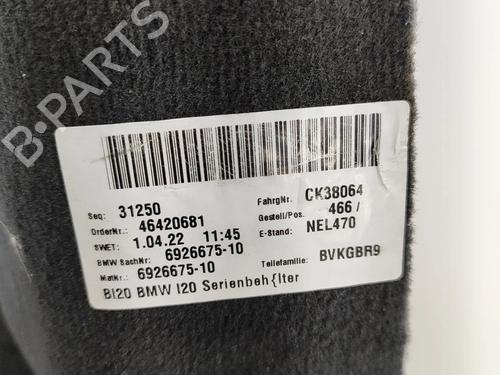 B-PARTS
Seq: 31250
FahrgNr. CK38064
OrderNr.: 46420681
Gestell/Pos. 466 /
SWET: 1.04.22 11:45
E-Stand: NEL470
BMW SachNr: 6926675-10
MatNr.: 6926675-10
Teilefamilie: BVKGBR9
BI20 BMW I20 Serienbeh{lter